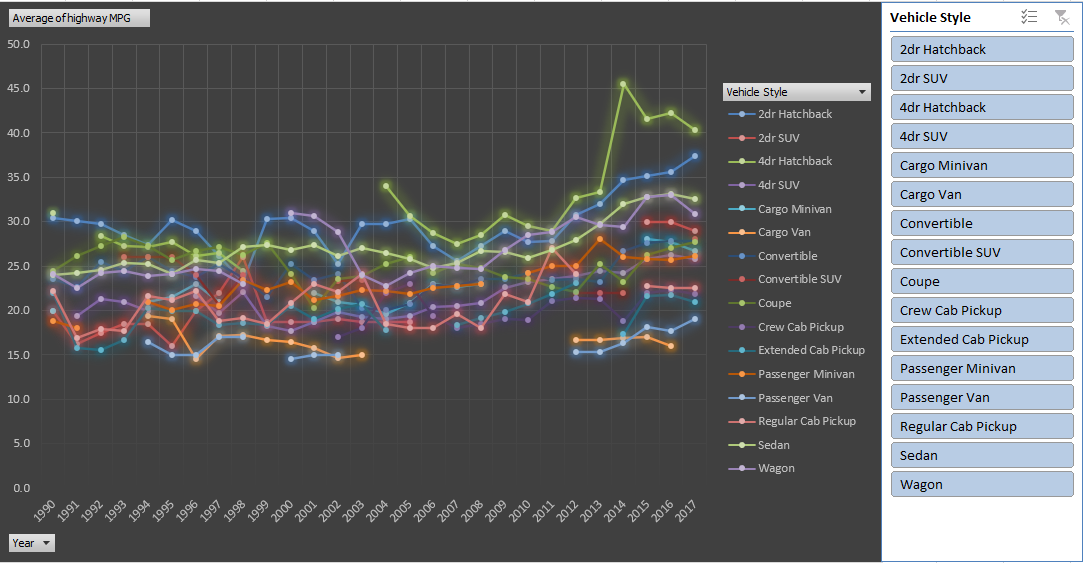 Average of highway MPG
50.0
45.0
40.0
35.0
30.0
25.0
20.0
15.0
10.0
5.0
0.0
1990 1991 1992 1993 1994 1995 1996 1997 1998 1999 2000 2001 2002 2003 2004 2005 2006 2007 2008 2009 2010 2011 2012 2013 2014 2015 2016 2017
Year
Vehicle Style
2dr Hatchback
2dr SUV
4dr Hatchback
4dr SUV
Cargo Minivan
Cargo Van
Convertible
Convertible SUV
Coupe
Crew Cab Pickup
Extended Cab Pickup
Passenger Minivan
Passenger Van
Regular Cab Pickup
Sedan
Wagon
Vehicle Style
2dr Hatchback
2dr SUV
4dr Hatchback
4dr SUV
Cargo Minivan
Cargo Van
Convertible
Convertible SUV
Coupe
Crew Cab Pickup
Extended Cab Pickup
Passenger Minivan
Passenger Van
Regular Cab Pickup
Sedan
Wagon